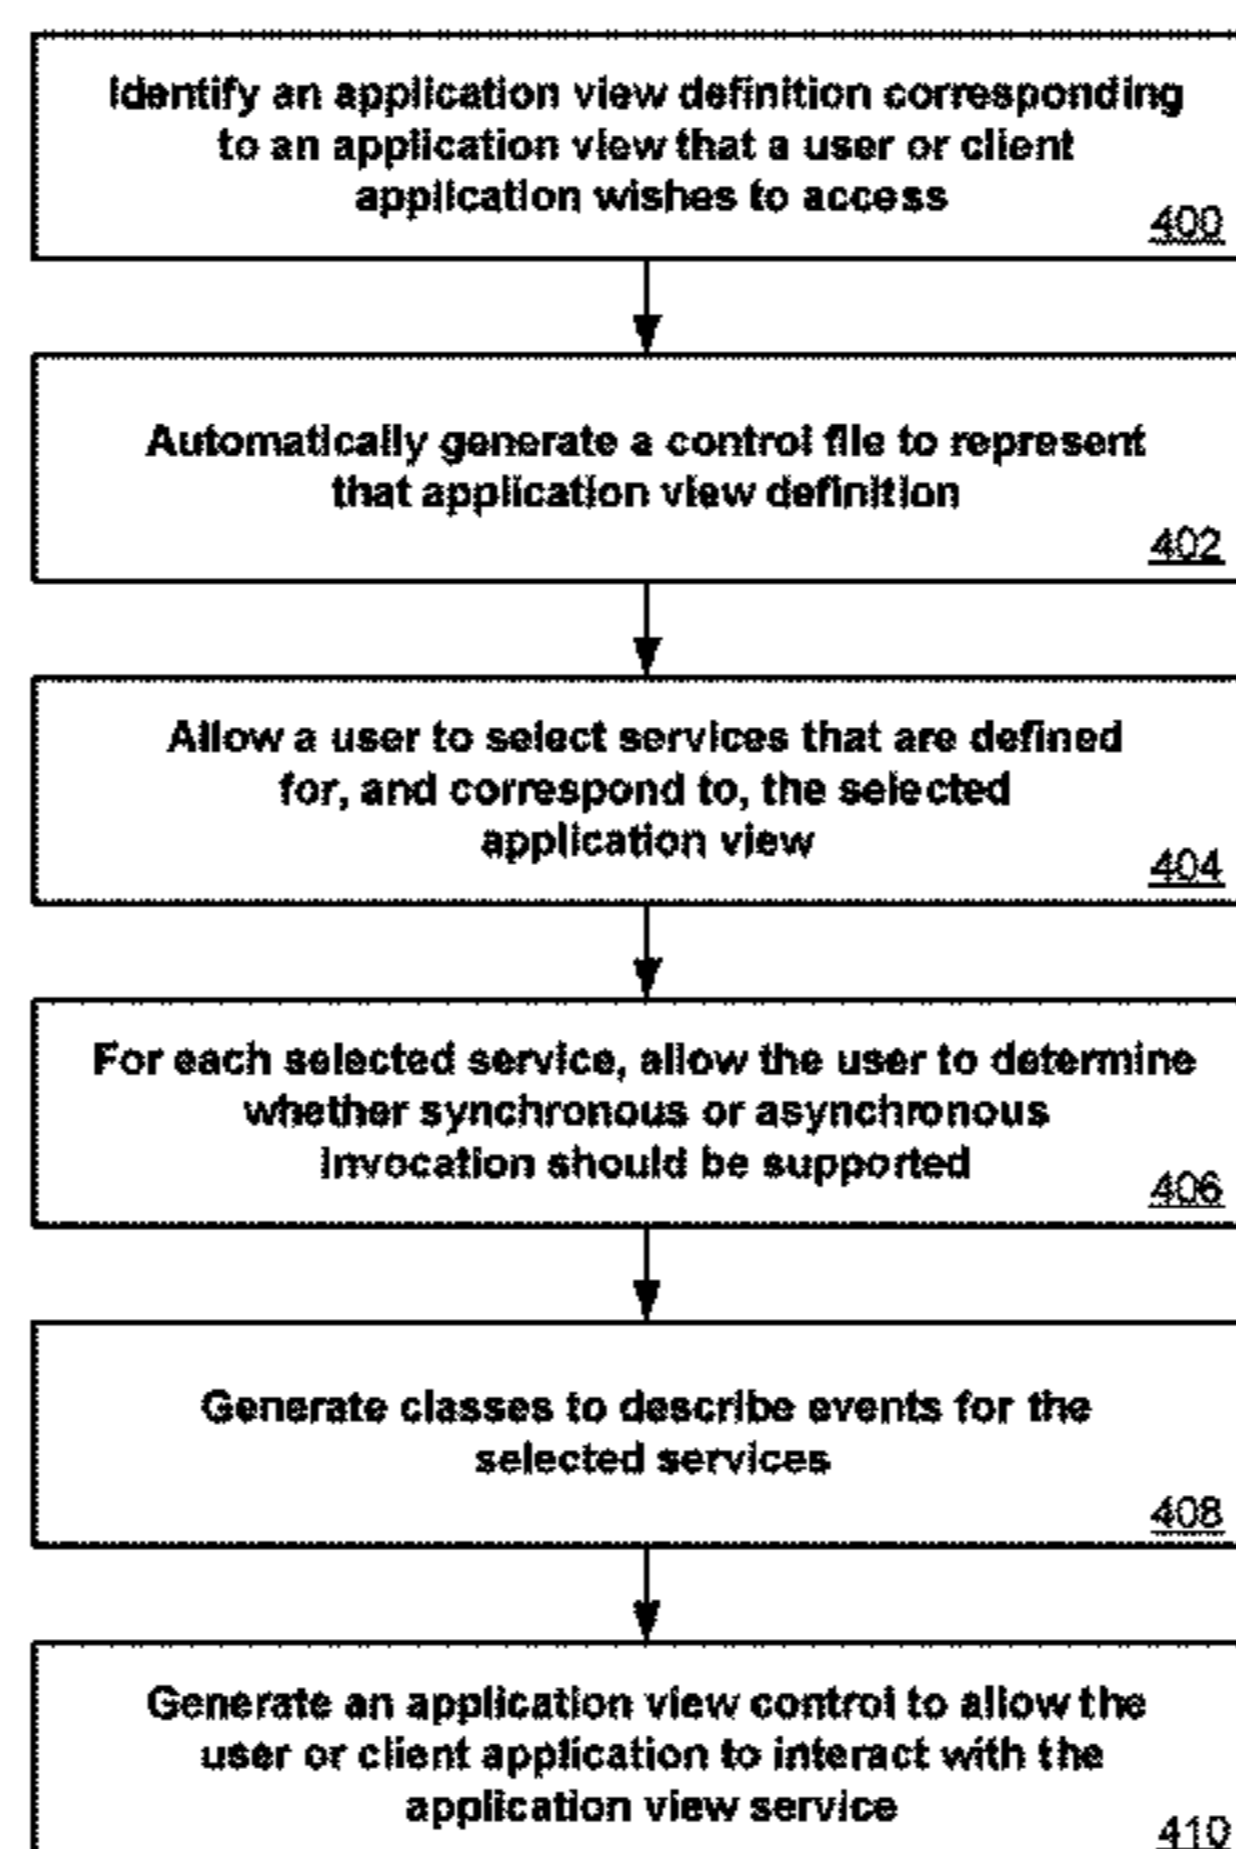 Identify an application view definition corresponding
to an application view that a user or client
application wishes to access
400
Automatically generate a control file to represent
that application view definition
402
Allow a user to select services that are defined
for, and correspond to, the selected
application view
404
For each selected service, allow the user to determine
whether synchronous or asynchronous
invocation should be supported
406
Generate classes to describe events for the
selected services
408
Generate an application view control to allow the
user or client application to interact with the
application view service
410